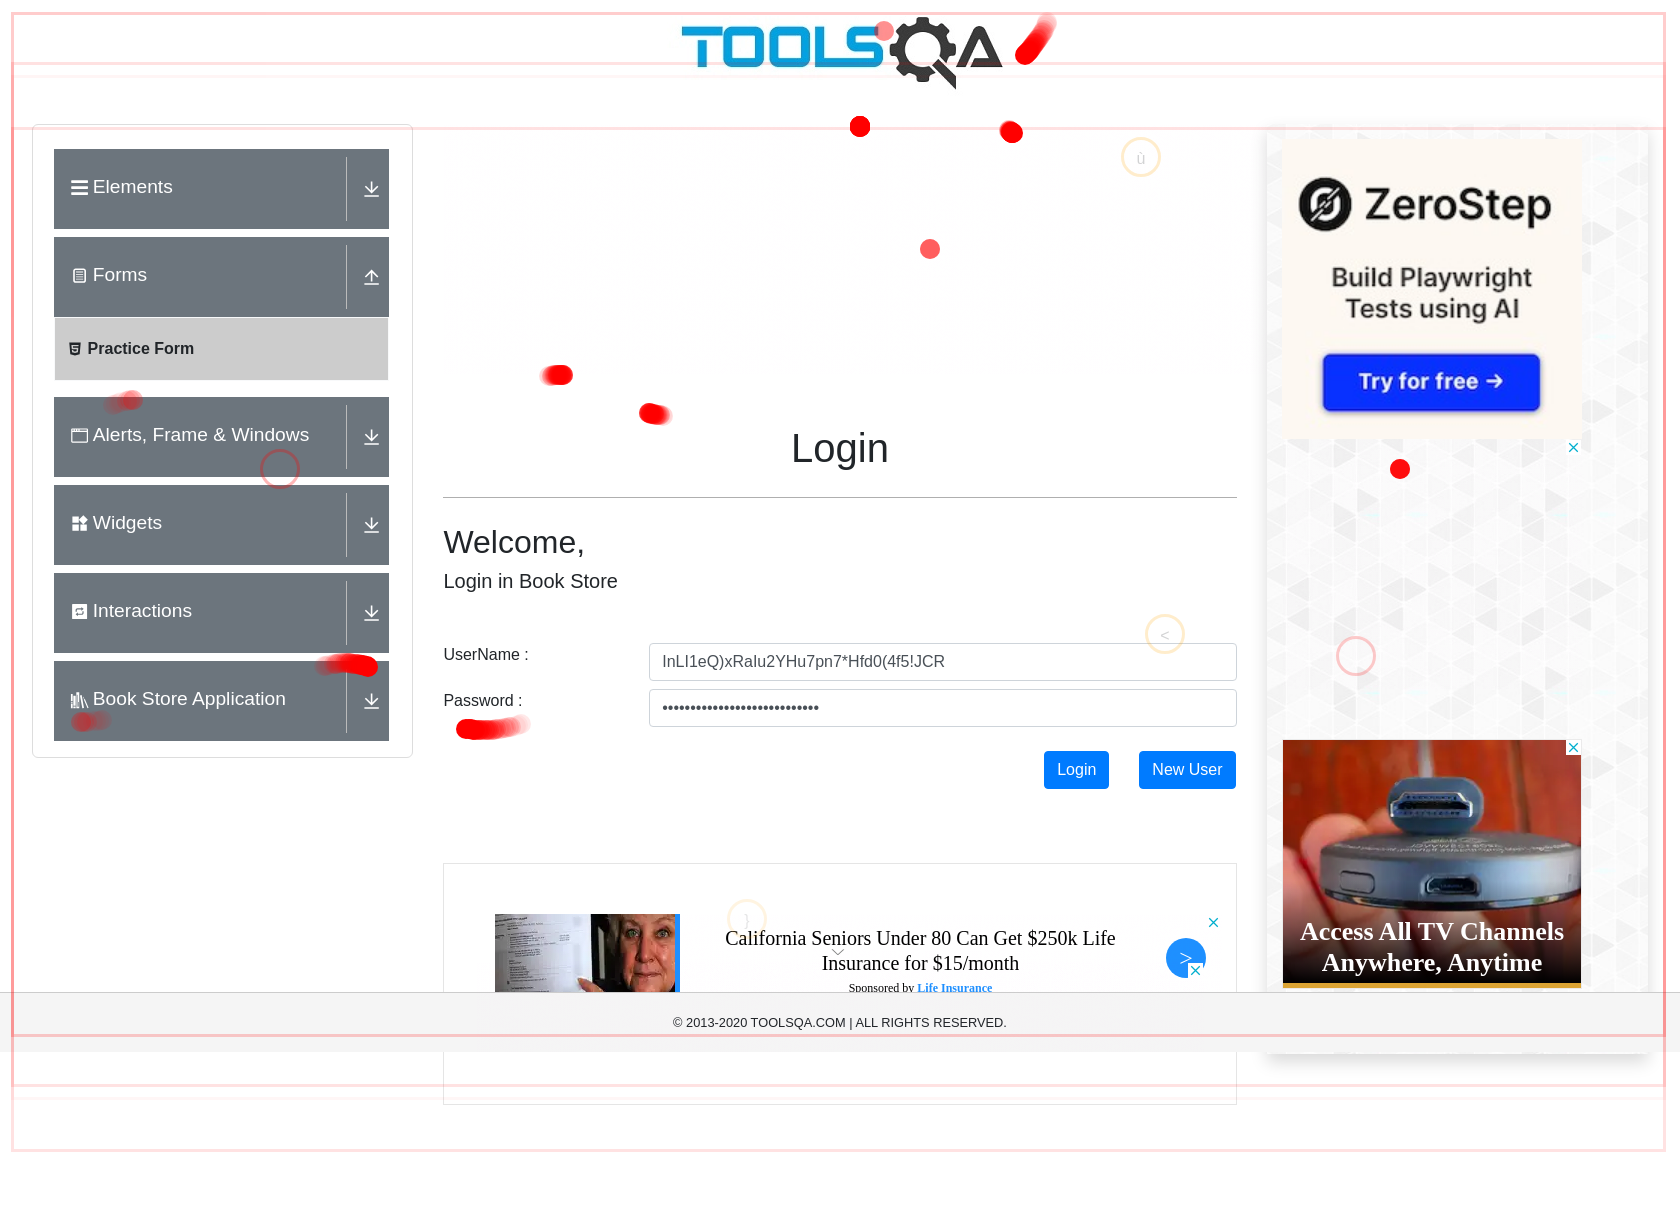 TOOLSQA
ù
Elements
Forms
Practice Form
Alerts, Frame & Windows
Widgets
Interactions
Book Store Application
Login
Welcome,
Login in Book Store
<
UserName :
InLI1eQ)xRaIu2YHu7pn7*Hfd0(4f5!JCR
Password :
••••••••••••••••••••••••••••
Login
New User
ZeroStep
Build Playwright
Tests using AI
Try for free →
Access All TV Channels
Anywhere, Anytime
California Seniors Under 80 Can Get $250k Life
Insurance for $15/month
Sponsored by Life Insurance
>
© 2013-2020 TOOLSQA.COM | ALL RIGHTS RESERVED.